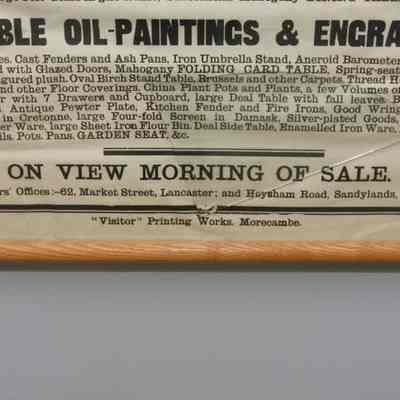 BLE OIL-PAINTINGS & ENGRA
es, Cast Fenders and Ash Pans, Iron Umbrella Stand, Aneroid Barometer
d with Glazed Doors, Mahogany FOLDING CARD TABLE, Spring-seat
gured plush, Oval Birch Stand Table, Brussels and other Carpets, Thread H
and other Floor Coverings, China Plant Pots and Plants, a few Volumes of
r with 7 Drawers and Cupboard, large Deal Table with fall leaves, B
Antique Pewter Plate, Kitchen Fender and Fire Irons, Good Wring
in Cretonne, large Four-fold Screen in Damask, Silver-plated Goods,
er Ware, large Sheet Iron Flour Bin, Deal Side Table, Enamelled Iron Ware,
ils, Pots, Pans, GARDEN SEAT, &c.
ON VIEW MORNING OF SALE.
rs' Offices:-62, Market Street, Lancaster; and Heysham Road, Sandylands,
"Visitor" Printing Works, Morecambe.